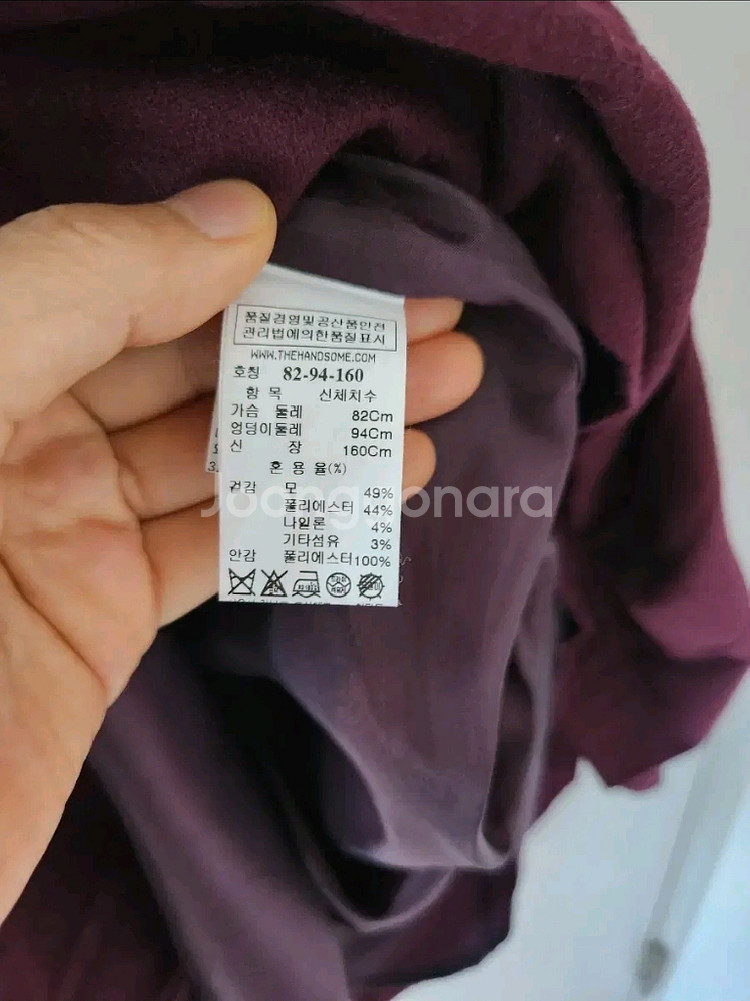 품질경영및공산품안전
관리법에의한품질표시
WWW.THEHANDSOME.COM
호칭 82-94-160
항 목 신체치수
가슴 둘레 82Cm
엉덩이둘레 94Cm
신 장 160Cm
혼 용 율(%)
겉감 모 49%
폴리에스터 44%
나일론 4%
기타섬유 3%
안감 폴리에스터100%
Joonggonara